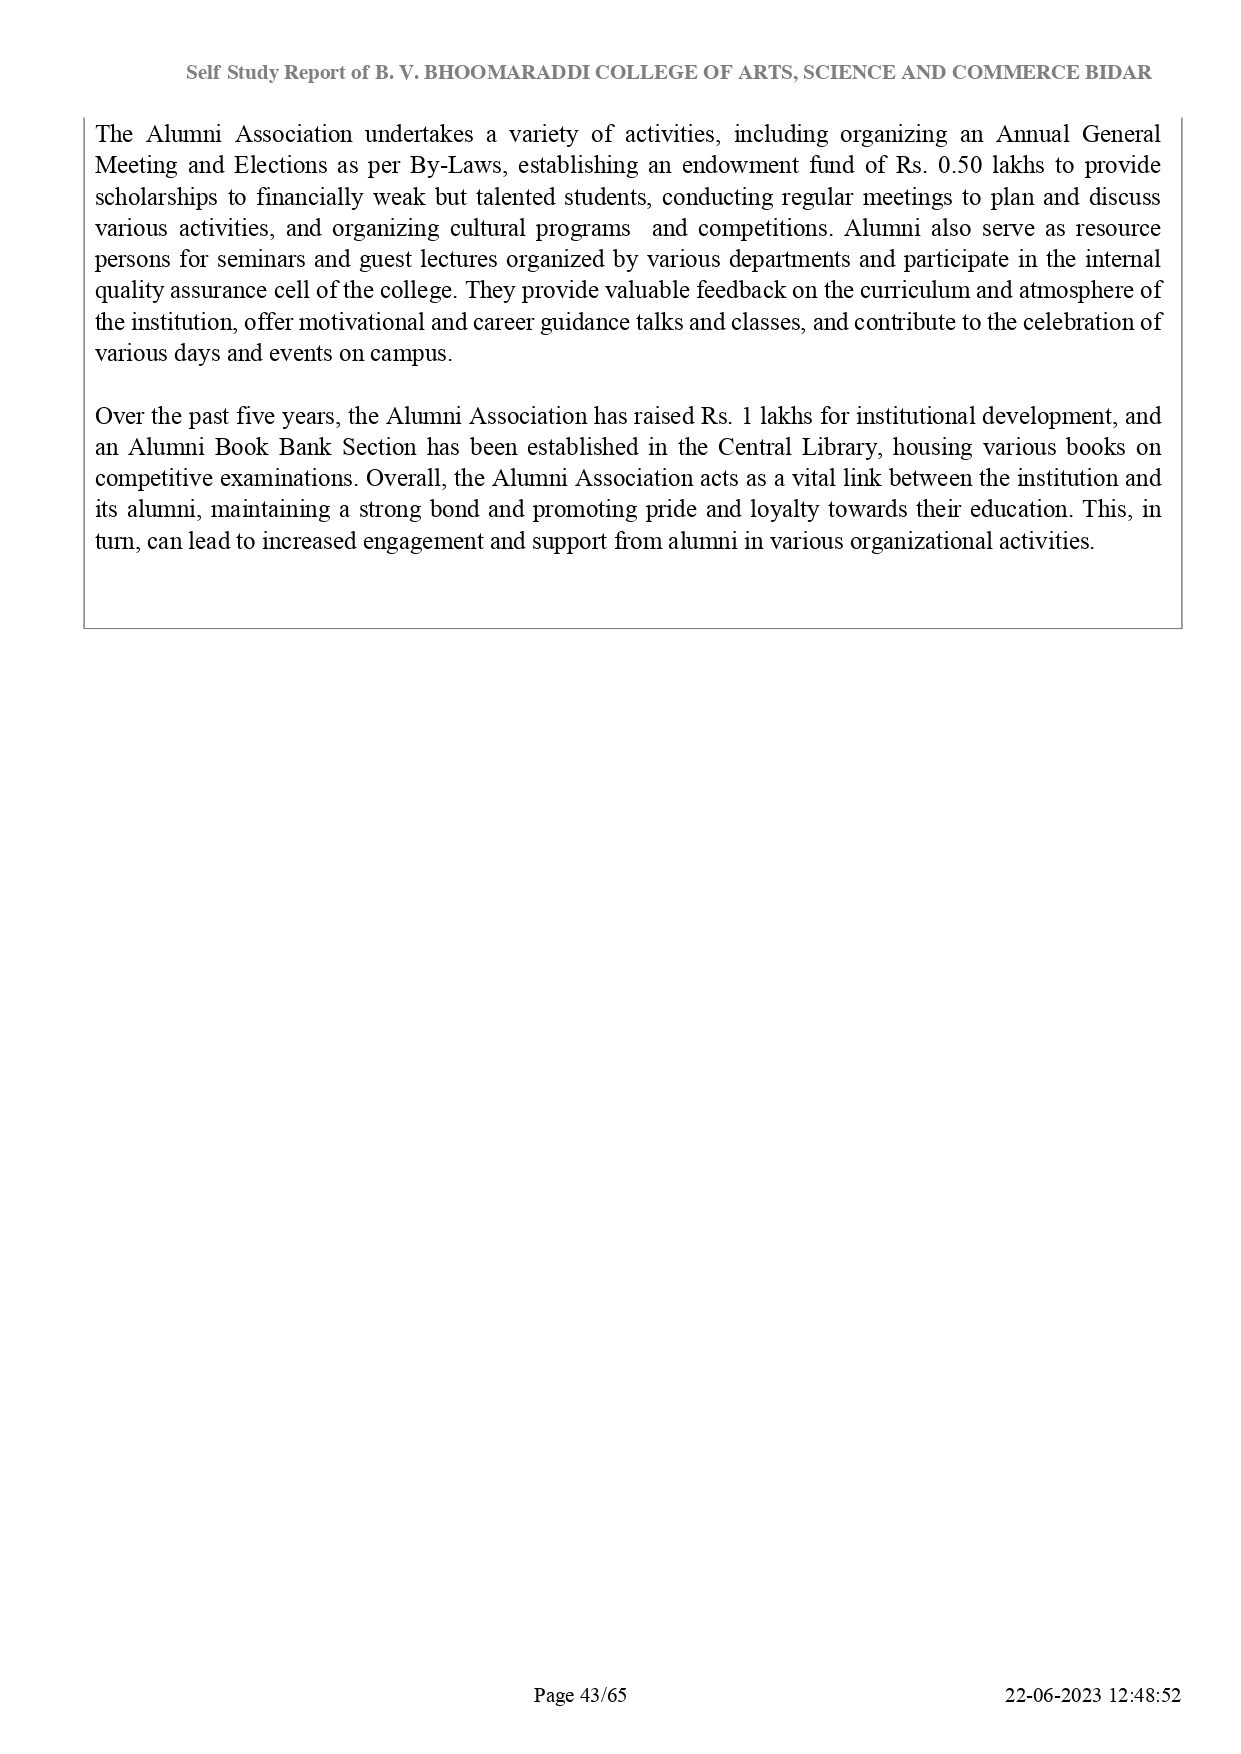 Self Study Report of B. V. BHOOMARADDI COLLEGE OF ARTS, SCIENCE AND COMMERCE BIDAR
The Alumni Association undertakes a variety of activities, including organizing an Annual General
Meeting and Elections as per By-Laws, establishing an endowment fund of Rs. 0.50 lakhs to provide
scholarships to financially weak but talented students, conducting regular meetings to plan and discuss
various activities, and organizing cultural programs and competitions. Alumni also serve as resource
persons for seminars and guest lectures organized by various departments and participate in the internal
quality assurance cell of the college. They provide valuable feedback on the curriculum and atmosphere of
the institution, offer motivational and career guidance talks and classes, and contribute to the celebration of
various days and events on campus.
Over the past five years, the Alumni Association has raised Rs. 1 lakhs for institutional development, and
an Alumni Book Bank Section has been established in the Central Library, housing various books on
competitive examinations. Overall, the Alumni Association acts as a vital link between the institution and
its alumni, maintaining a strong bond and promoting pride and loyalty towards their education. This, in
turn, can lead to increased engagement and support from alumni in various organizational activities.
Page 43/65
22-06-2023 12:48:52